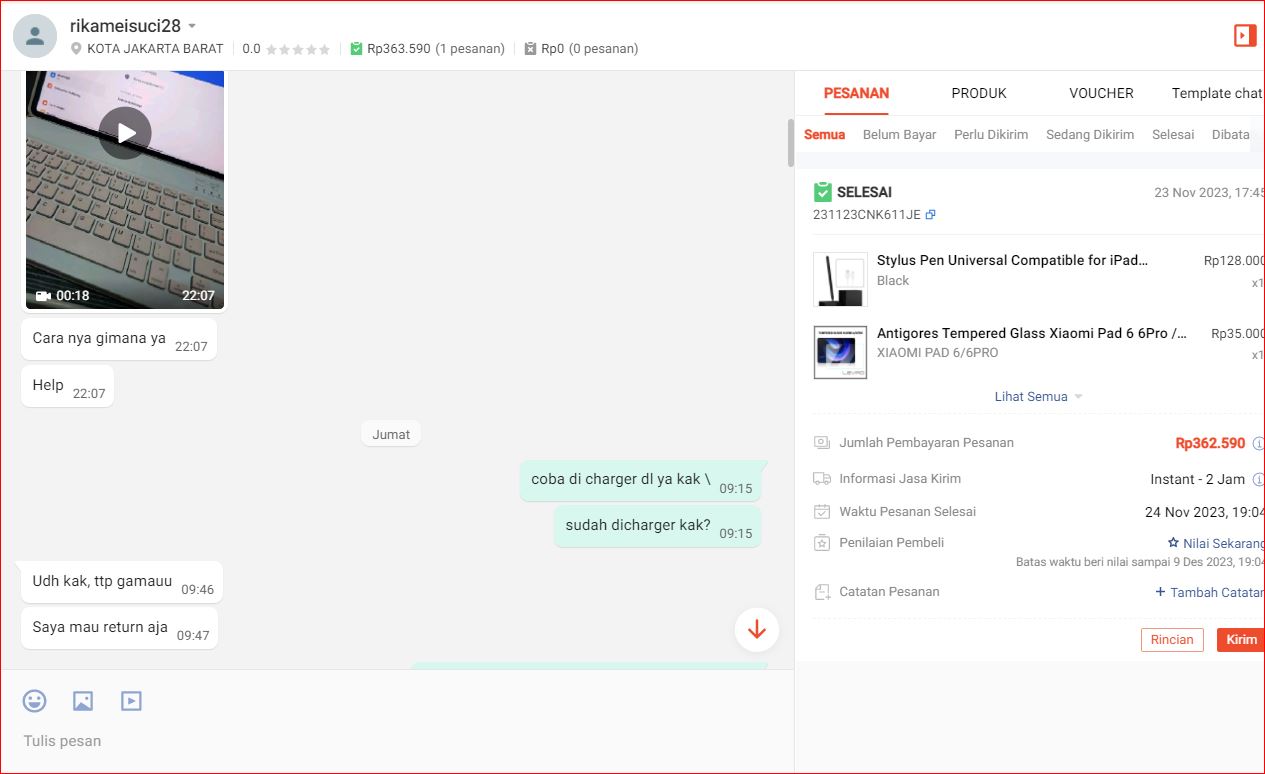 rikameisuci28
KOTA JAKARTA BARAT 0.0 Rp363.590 (1 pesanan) Rp0 (0 pesanan)
00:18 22:07
Cara nya gimana ya 22:07
Help 22:07
Jumat
coba di charger dl ya kak \ 09:15
sudah dicharger kak? 09:15
Udh kak, ttp gamauu 09:46
Saya mau return aja 09:47
Tulis pesan
PESANAN PRODUK VOUCHER Template chat
Semua Belum Bayar Perlu Dikirim Sedang Dikirim Selesai Dibata
SELESAI 23 Nov 2023, 17:45
231123CNK611JE
Stylus Pen Universal Compatible for iPad... Rp128.000
Black x1
Antigores Tempered Glass Xiaomi Pad 6 6Pro /... Rp35.000
XIAOMI PAD 6/6PRO x1
Lihat Semua
Jumlah Pembayaran Pesanan Rp362.590
Informasi Jasa Kirim Instant - 2 Jam
Waktu Pesanan Selesai 24 Nov 2023, 19:04
Penilaian Pembeli Nilai Sekarang
Batas waktu beri nilai sampai 9 Des 2023, 19:04
Catatan Pesanan + Tambah Catatan
Rincian Kirim